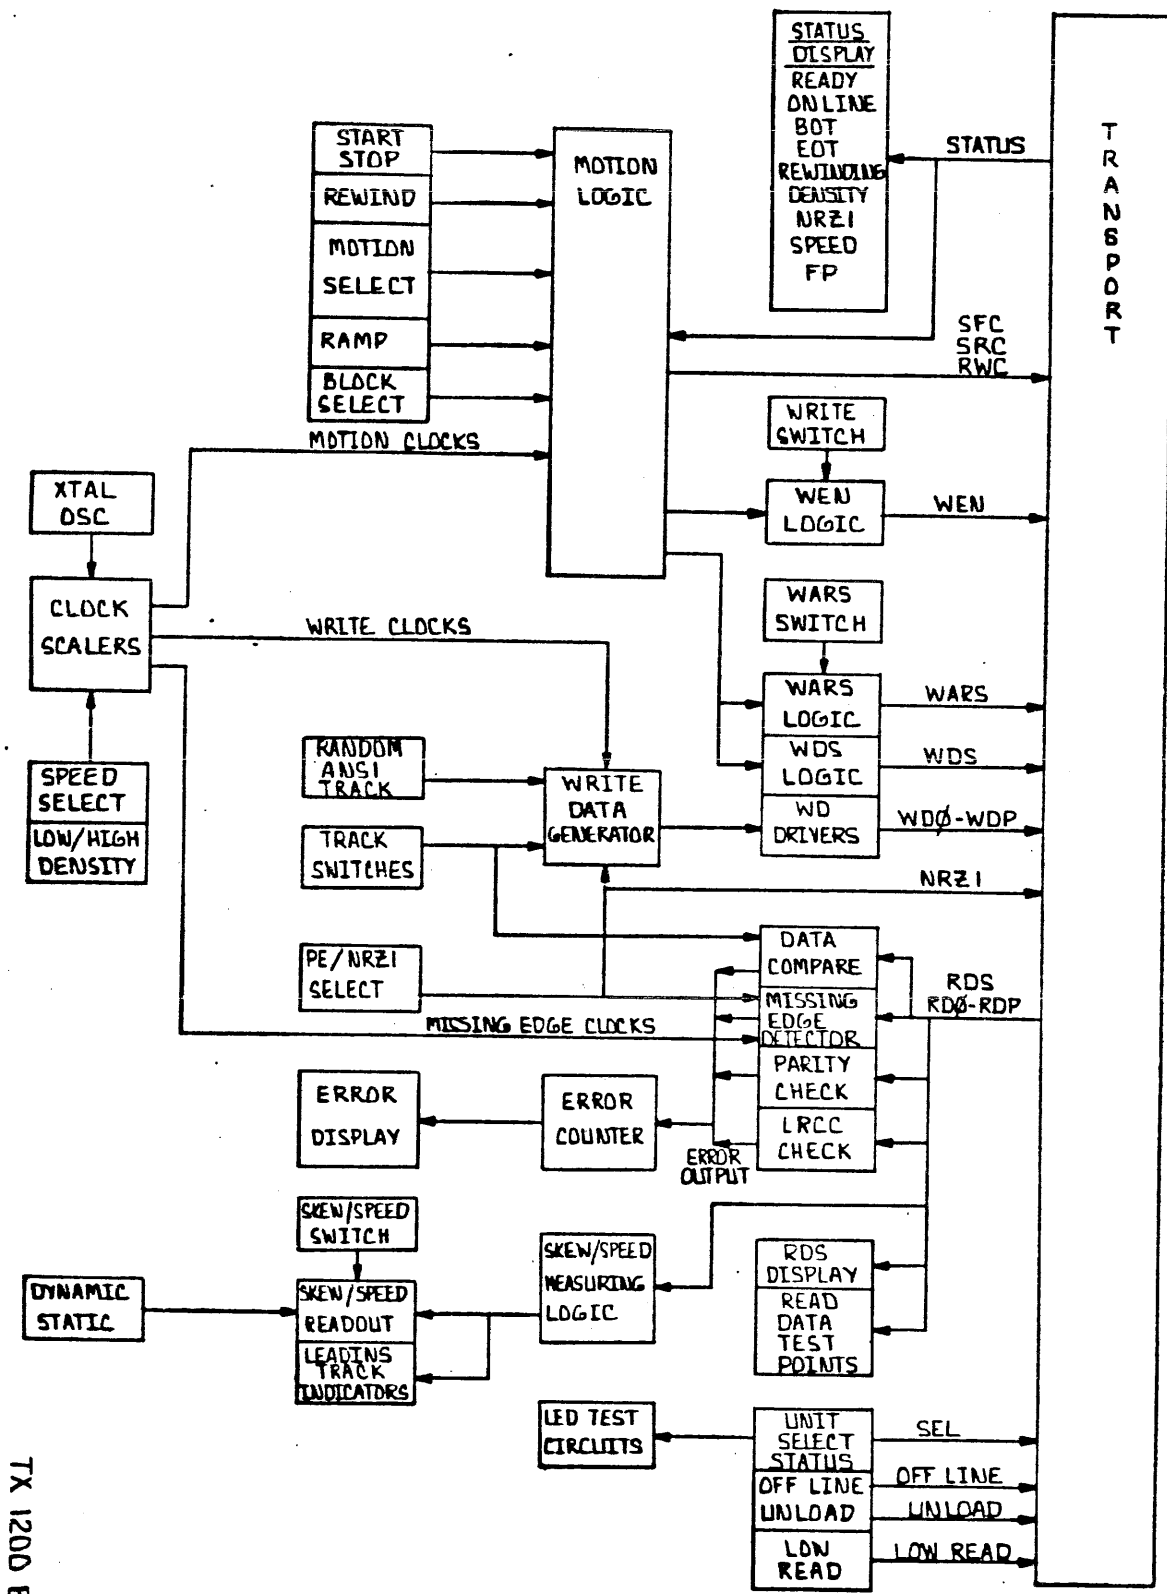 STATUS
DISPLAY
READY
ONLINE
BOT
EOT
REWINDING
DENSITY
NRZI
SPEED
FP
TRANSPORT
STATUS
START
STOP
REWIND
MOTION
SELECT
RAMP
BLOCK
SELECT
MOTION
LOGIC
SFC
SRC
RWC
MOTION CLOCKS
WRITE
SWITCH
WEN
LOGIC
WEN
XTAL
OSC
CLOCK
SCALERS
WRITE CLOCKS
WARS
SWITCH
WARS
LOGIC
WARS
WDS
LOGIC
WDS
WD
DRIVERS
WDØ-WDP
SPEED
SELECT
LOW/HIGH
DENSITY
RANDOM
ANSI
TRACK
TRACK
SWITCHES
WRITE
DATA
GENERATOR
NRZI
PE/NRZI
SELECT
DATA
COMPARE
MISSING
EDGE
DETECTOR
PARITY
CHECK
LRCC
CHECK
RDS
RDØ-RDP
MISSING EDGE CLOCKS
ERROR
DISPLAY
ERROR
COUNTER
ERROR
OUTPUT
SKEW/SPEED
SWITCH
DYNAMIC
STATIC
SKEW/SPEED
READOUT
LEADINS
TRACK
INDICATORS
SKEW/SPEED
MEASURING
LOGIC
RDS
DISPLAY
READ
DATA
TEST
POINTS
LED TEST
CIRCUITS
UNIT
SELECT
STATUS
SEL
OFF LINE
UNLOAD
OFF LINE
UNLOAD
LOW
READ
LOW READ
TX 1200